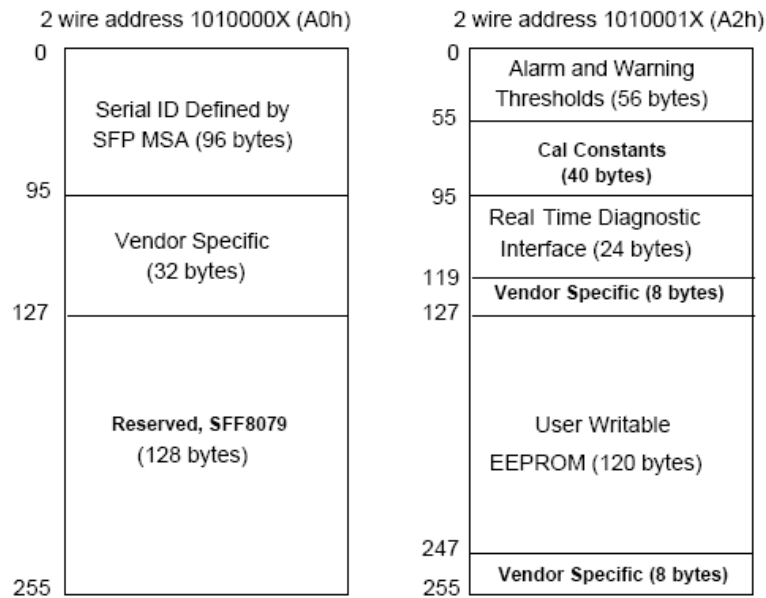 2 wire address 1010000X (A0h)
0
Serial ID Defined by
SFP MSA (96 bytes)
95
Vendor Specific
(32 bytes)
127
Reserved, SFF8079
(128 bytes)
255
2 wire address 1010001X (A2h)
0
Alarm and Warning
Thresholds (56 bytes)
55
Cal Constants
(40 bytes)
95
Real Time Diagnostic
Interface (24 bytes)
119
Vendor Specific (8 bytes)
127
User Writable
EEPROM (120 bytes)
247
Vendor Specific (8 bytes)
255